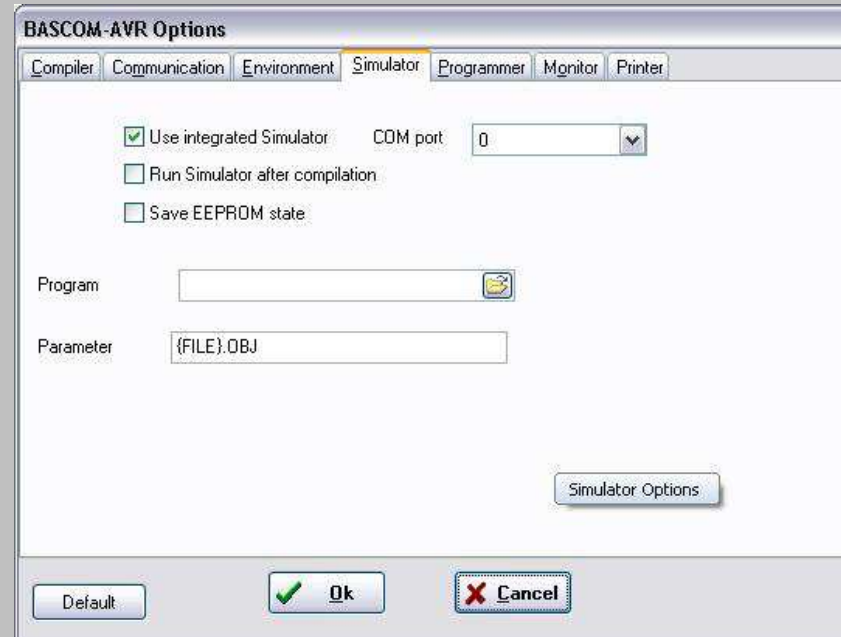 BASCOM-AVR Options
Compiler Communication Environment Simulator Programmer Monitor Printer
Use integrated Simulator COM port 0
Run Simulator after compilation
Save EEPROM state
Program
Parameter {FILE}.OBJ
Simulator Options
Default Ok Cancel